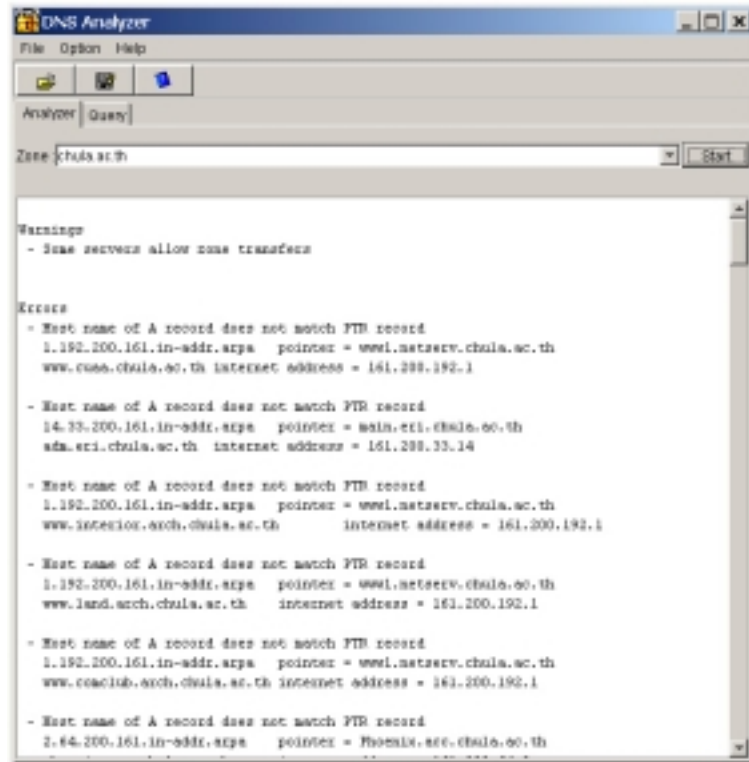 DNS Analyzer
File Option Help
Analyzer Query
Zone: chula.ac.th Start
Warnings
- Some servers allow zone transfers
Errors
- Host name of A record does not match PTR record
1.192.200.161.in-addr.arpa pointer = www1.netserv.chula.ac.th
www.cuaa.chula.ac.th internet address = 161.200.192.1
- Host name of A record does not match PTR record
14.33.200.161.in-addr.arpa pointer = main.eri.chula.ac.th
adm.eri.chula.ac.th internet address = 161.200.33.14
- Host name of A record does not match PTR record
1.192.200.161.in-addr.arpa pointer = www1.netserv.chula.ac.th
www.interior.arch.chula.ac.th internet address = 161.200.192.1
- Host name of A record does not match PTR record
1.192.200.161.in-addr.arpa pointer = www1.netserv.chula.ac.th
www.land.arch.chula.ac.th internet address = 161.200.192.1
- Host name of A record does not match PTR record
1.192.200.161.in-addr.arpa pointer = www1.netserv.chula.ac.th
www.comclub.arch.chula.ac.th internet address = 161.200.192.1
- Host name of A record does not match PTR record
2.64.200.161.in-addr.arpa pointer = Phoenix.arc.chula.ac.th